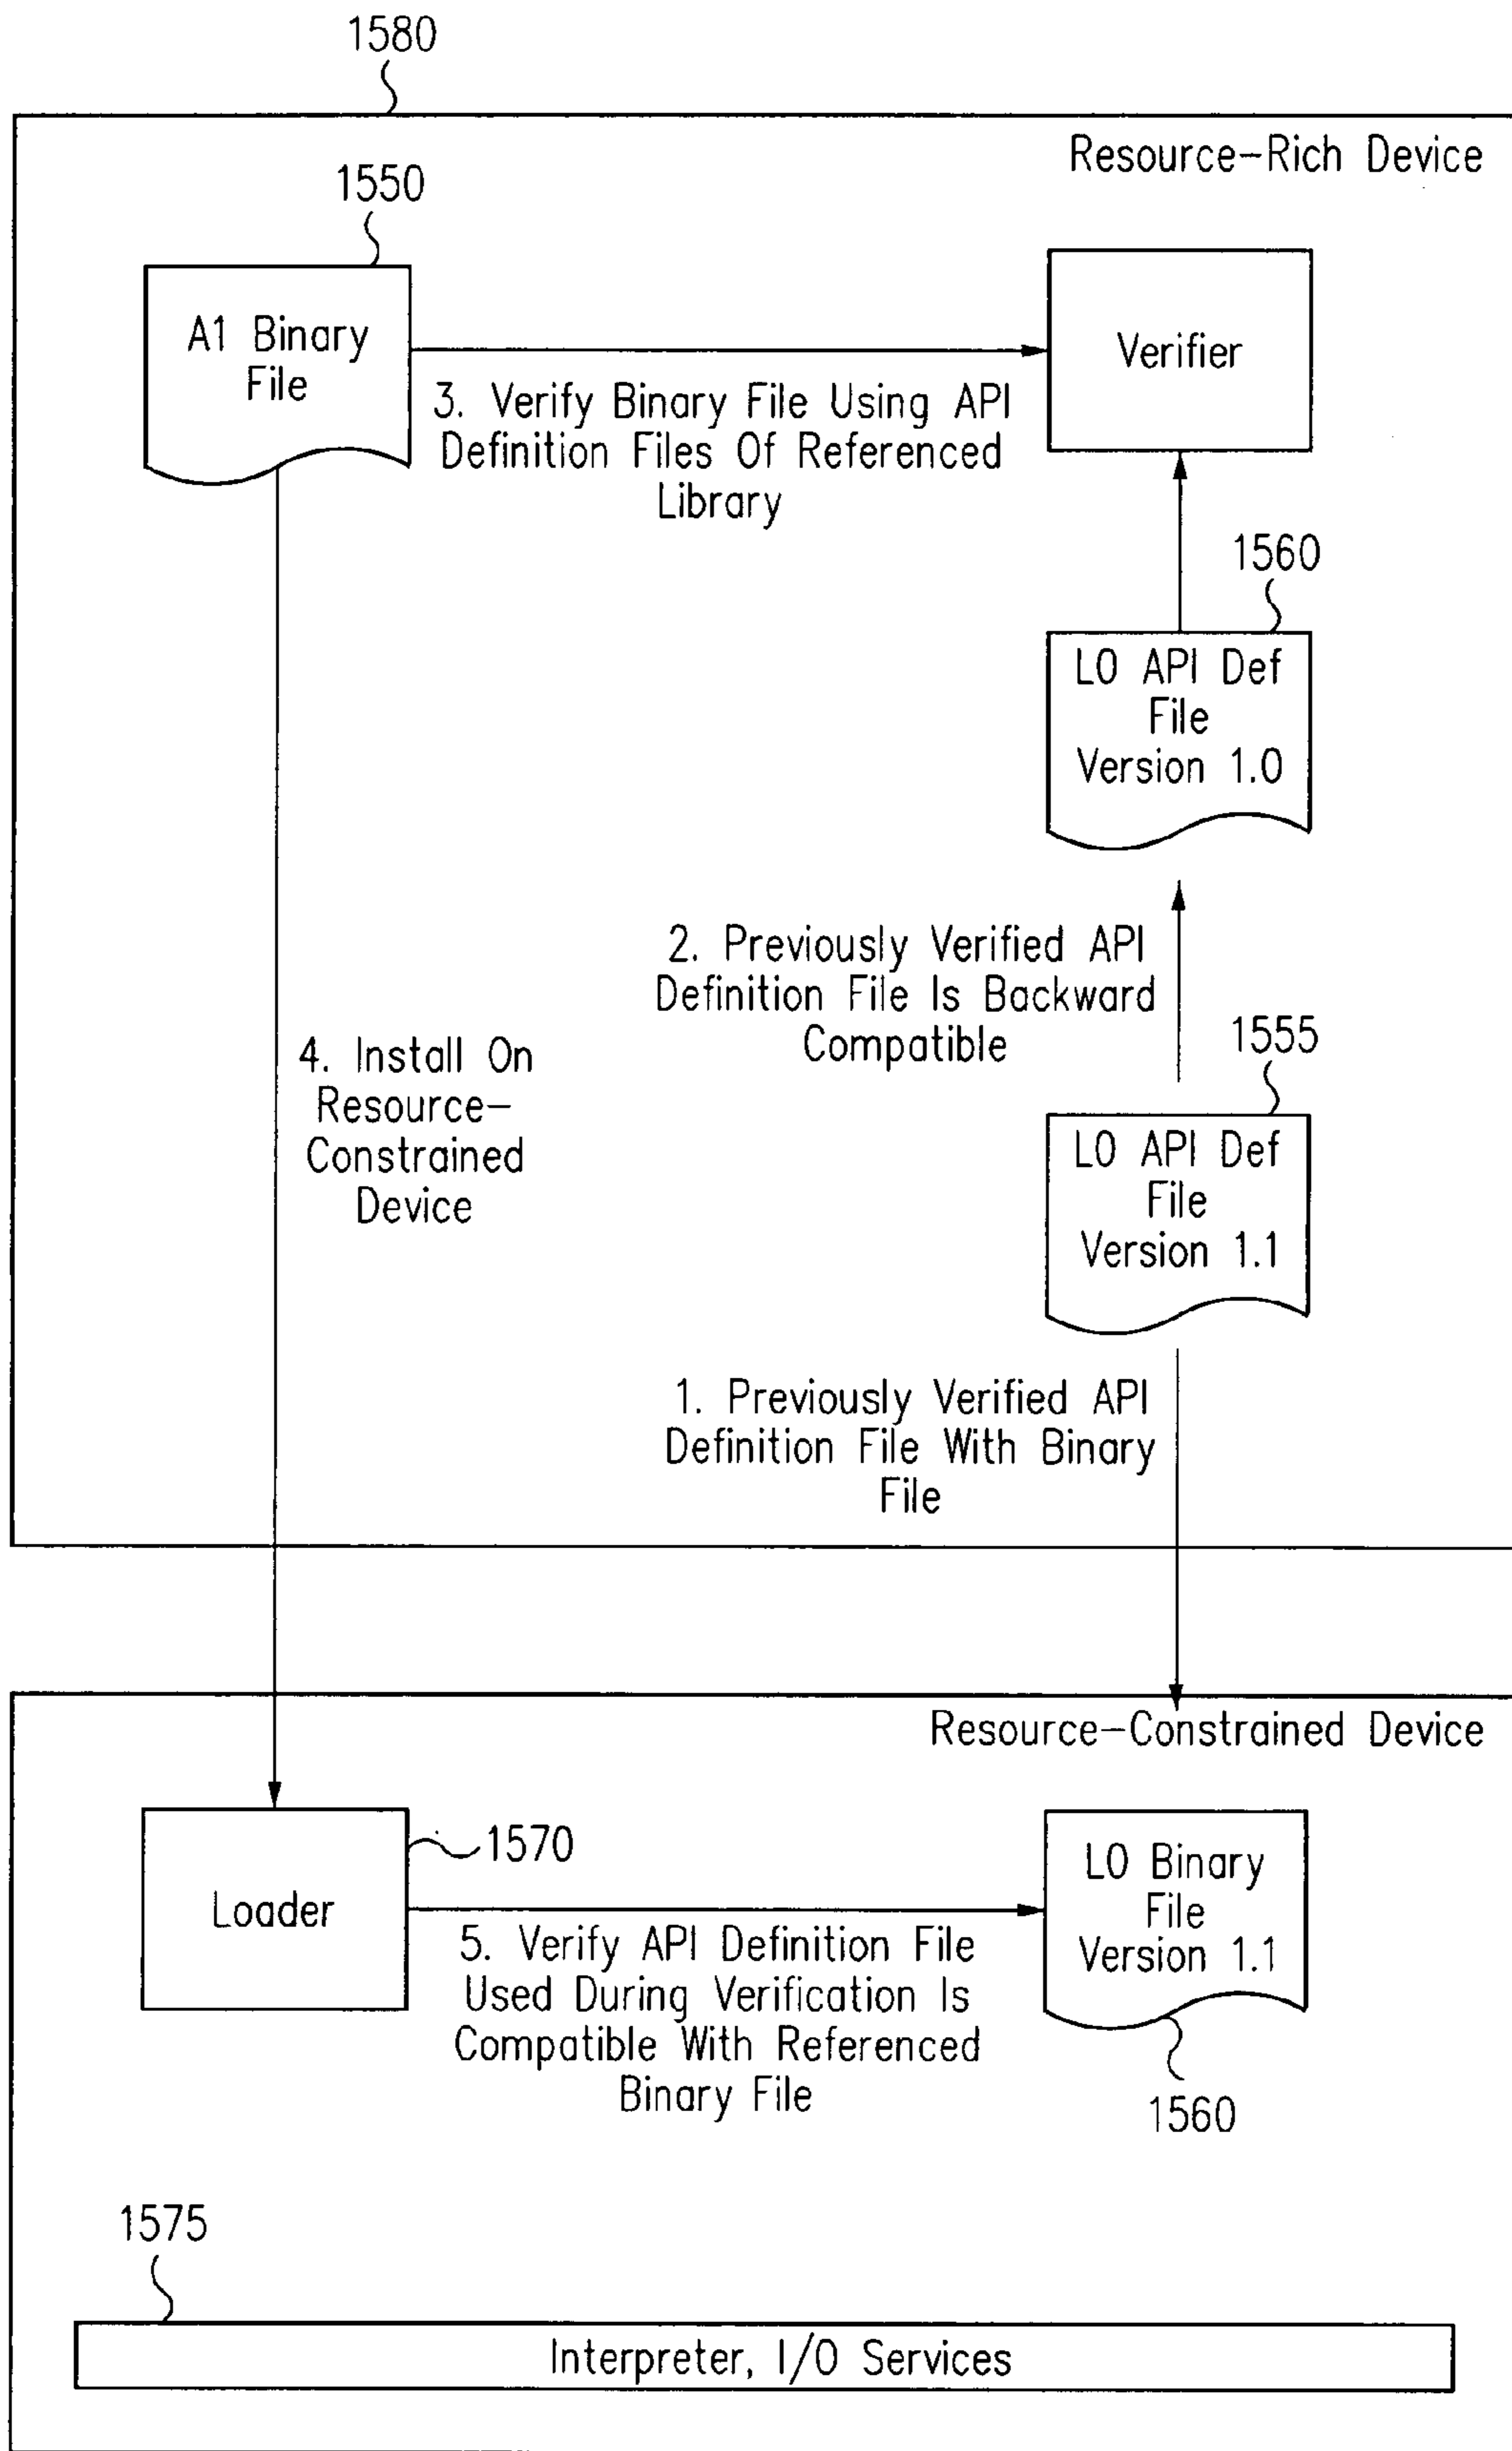 1580
Resource-Rich Device
1550
A1 Binary
File
Verifier
3. Verify Binary File Using API
Definition Files Of Referenced
Library
1560
L0 API Def
File
Version 1.0
2. Previously Verified API
Definition File Is Backward
Compatible
1555
4. Install On
Resource-
Constrained
Device
L0 API Def
File
Version 1.1
1. Previously Verified API
Definition File With Binary
File
Resource-Constrained Device
1570
Loader
L0 Binary
File
Version 1.1
5. Verify API Definition File
Used During Verification Is
Compatible With Referenced
Binary File
1560
1575
Interpreter, I/O Services